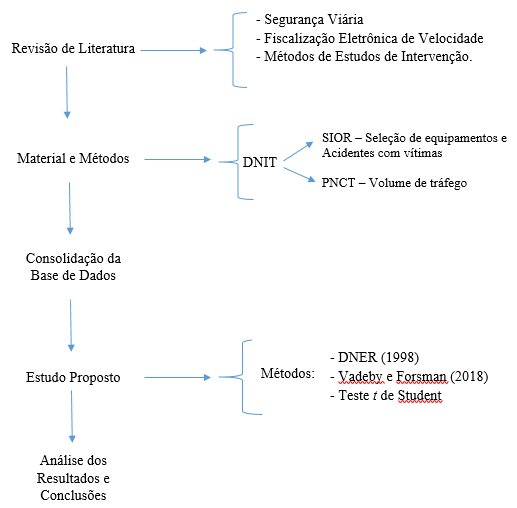 Revisão de Literatura
- Segurança Viária
- Fiscalização Eletrônica de Velocidade
- Métodos de Estudos de Intervenção.
Material e Métodos
DNIT
SIOR – Seleção de equipamentos e
Acidentes com vítimas
PNCT – Volume de tráfego
Consolidação da
Base de Dados
Estudo Proposto
Métodos:
- DNER (1998)
- Vadeby e Forsman (2018)
- Teste t de Student
Análise dos
Resultados e
Conclusões